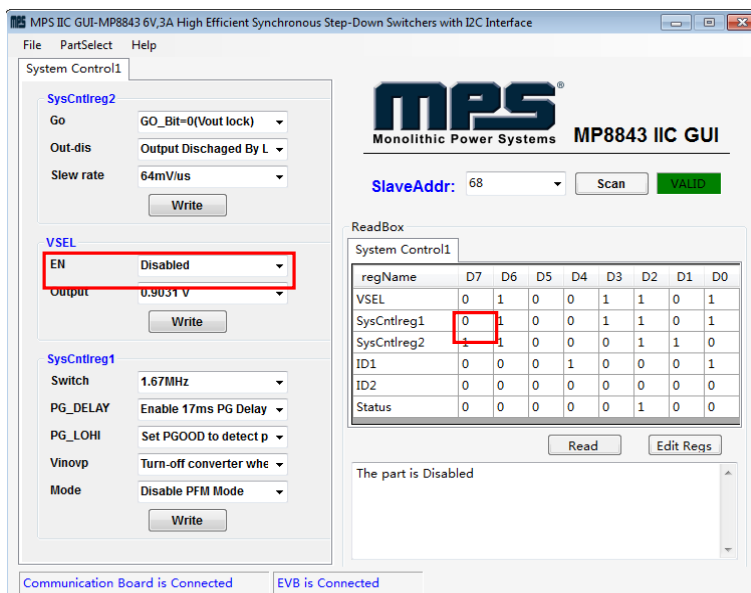 MPS IIC GUI-MP8843 6V,3A High Efficient Synchronous Step-Down Switchers with I2C Interface
File PartSelect Help
System Control1
SysCntlreg2
Go GO_Bit=0(Vout lock)
Out-dis Output Dischaged By L
Slew rate 64mV/us
Write
VSEL
EN Disabled
Output 0.9031 V
Write
SysCntlreg1
Switch 1.67MHz
PG_DELAY Enable 17ms PG Delay
PG_LOHI Set PGOOD to detect p
Vinovp Turn-off converter whe
Mode Disable PFM Mode
Write
mps®
Monolithic Power Systems MP8843 IIC GUI
SlaveAddr: 68 Scan VALID
ReadBox
System Control1
regName D7 D6 D5 D4 D3 D2 D1 D0
VSEL 0 1 0 0 1 1 0 1
SysCntlreg1 0 1 0 0 1 1 0 1
SysCntlreg2 1 1 0 0 0 1 1 0
ID1 0 0 0 1 0 0 0 1
ID2 0 0 0 0 0 0 0 0
Status 0 0 0 0 0 1 0 0
Read Edit Regs
The part is Disabled
Communication Board is Connected EVB is Connected